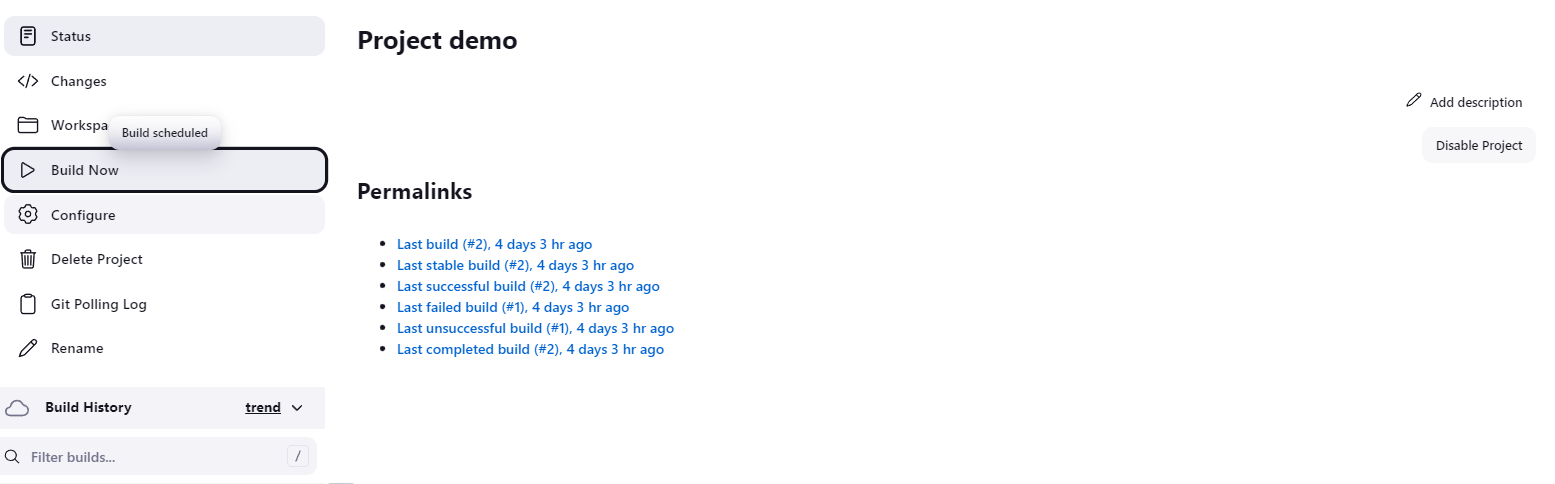 Status
Changes
Workspa
Build scheduled
Build Now
Configure
Delete Project
Git Polling Log
Rename
Build History
trend
Filter builds...
/
Project demo
Add description
Disable Project
Permalinks
Last build (#2), 4 days 3 hr ago
Last stable build (#2), 4 days 3 hr ago
Last successful build (#2), 4 days 3 hr ago
Last failed build (#1), 4 days 3 hr ago
Last unsuccessful build (#1), 4 days 3 hr ago
Last completed build (#2), 4 days 3 hr ago